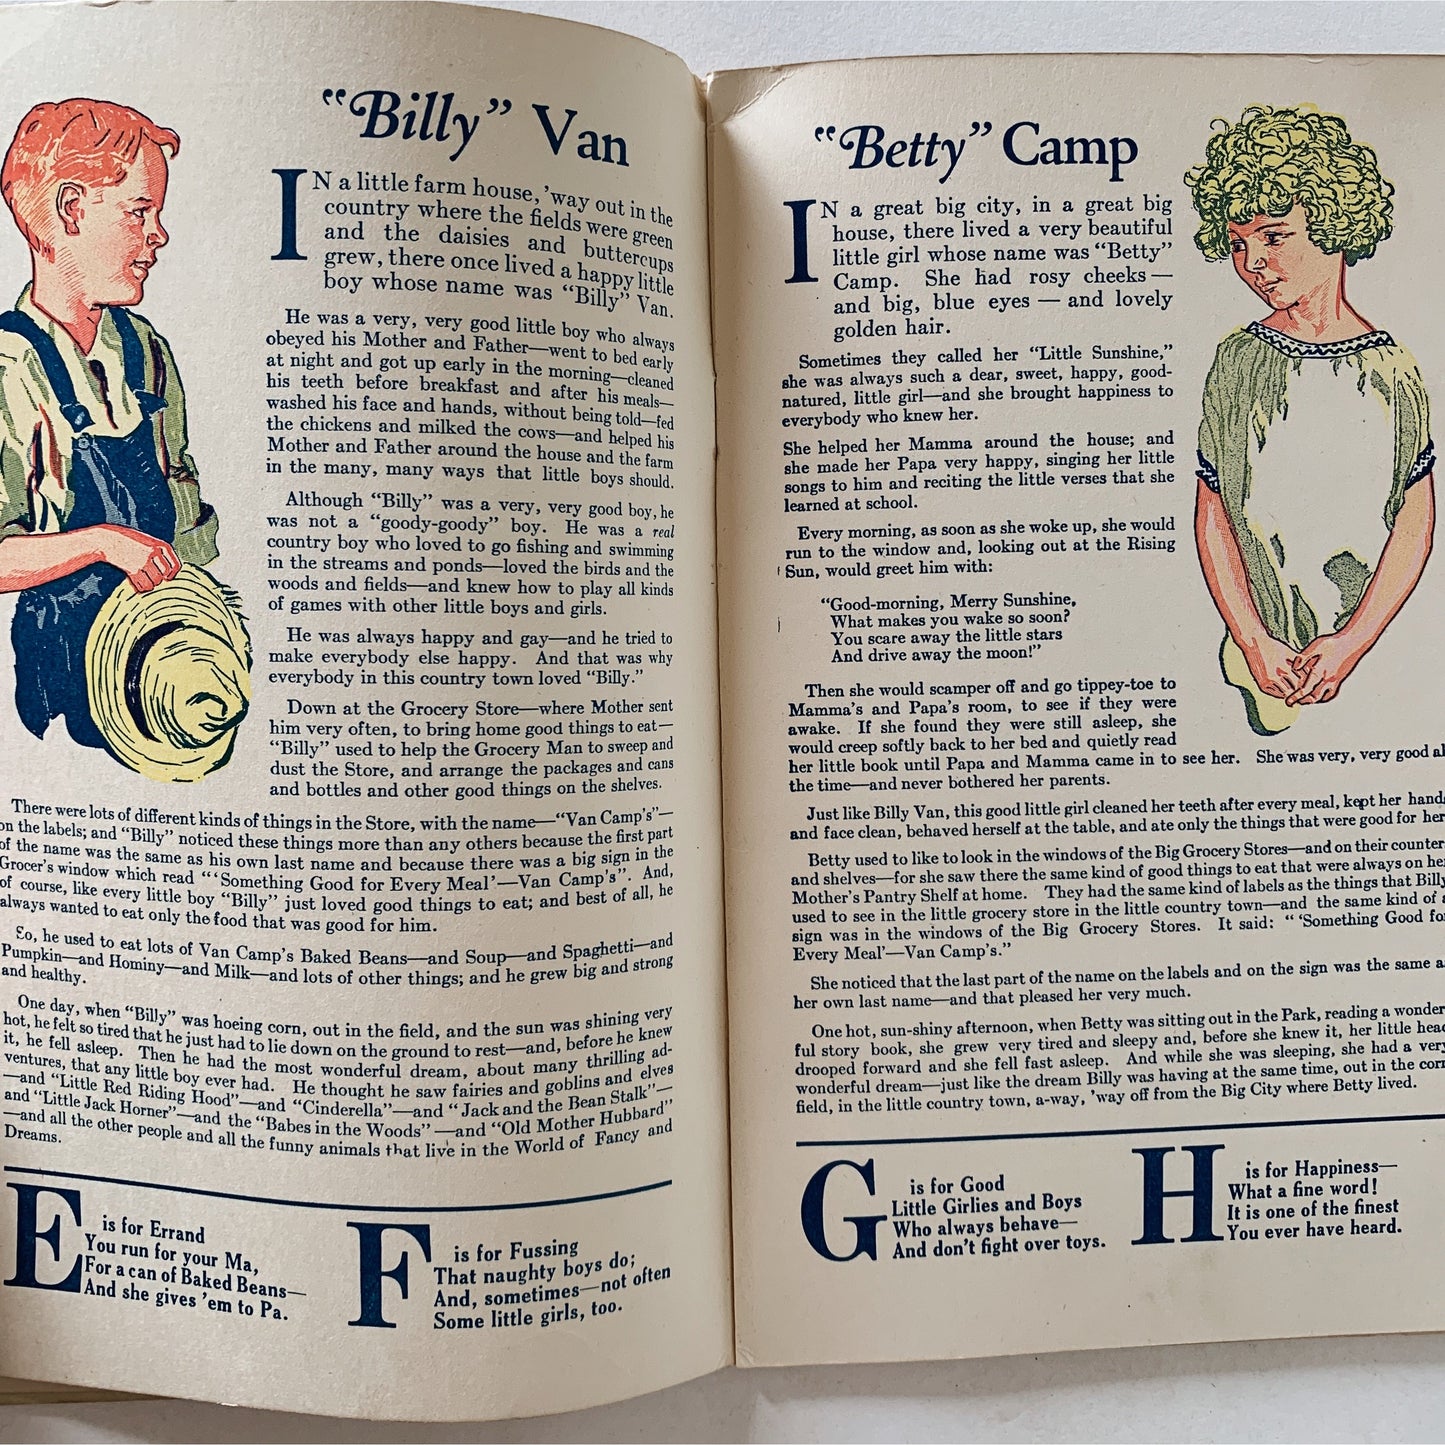 "Billy" Van
IN a little farm house, 'way out in the
country where the fields were green
and the daisies and buttercups
grew, there once lived a happy little
boy whose name was "Billy" Van.
He was a very, very good little boy who always
obeyed his Mother and Father—went to bed early
at night and got up early in the morning—cleaned
his teeth before breakfast and after his meals—
washed his face and hands, without being told—fed
the chickens and milked the cows—and helped his
Mother and Father around the house and the farm
in the many, many ways that little boys should.
Although "Billy" was a very, very good boy, he
was not a "goody-goody" boy. He was a real
country boy who loved to go fishing and swimming
in the streams and ponds—loved the birds and the
woods and fields—and knew how to play all kinds
of games with other little boys and girls.
He was always happy and gay—and he tried to
make everybody else happy. And that was why
everybody in this country town loved "Billy."
Down at the Grocery Store—where Mother sent
him very often, to bring home good things to eat—
"Billy" used to help the Grocery Man to sweep and
dust the Store, and arrange the packages and cans
and bottles and other good things on the shelves.
There were lots of different kinds of things in the Store, with the name—"Van Camp's"—
on the labels; and "Billy" noticed these things more than any others because the first part
of the name was the same as his own last name and because there was a big sign in the
Grocer's window which read "'Something Good for Every Meal'—Van Camp's". And,
of course, like every little boy "Billy" just loved good things to eat; and best of all, he
always wanted to eat only the food that was good for him.
So, he used to eat lots of Van Camp's Baked Beans—and Soup—and Spaghetti—and
Pumpkin—and Hominy—and Milk—and lots of other things; and he grew big and strong
and healthy.
One day, when "Billy" was hoeing corn, out in the field, and the sun was shining very
hot, he felt so tired that he just had to lie down on the ground to rest—and, before he knew
it, he fell asleep. Then he had the most wonderful dream, about many thrilling ad-
ventures, that any little boy ever had. He thought he saw fairies and goblins and elves
—and "Little Red Riding Hood"—and "Cinderella"—and "Jack and the Bean Stalk"—
and "Little Jack Horner"—and the "Babes in the Woods"—and "Old Mother Hubbard"
—and all the other people and all the funny animals that live in the World of Fancy and
Dreams.
E is for Errand
You run for your Ma,
For a can of Baked Beans—
And she gives 'em to Pa.
F is for Fussing
That naughty boys do;
And, sometimes—not often
Some little girls, too.
"Betty" Camp
IN a great big city, in a great big
house, there lived a very beautiful
little girl whose name was "Betty"
Camp. She had rosy cheeks—
and big, blue eyes — and lovely
golden hair.
Sometimes they called her "Little Sunshine,"
she was always such a dear, sweet, happy, good-
natured, little girl—and she brought happiness to
everybody who knew her.
She helped her Mamma around the house; and
she made her Papa very happy, singing her little
songs to him and reciting the little verses that she
learned at school.
Every morning, as soon as she woke up, she would
run to the window and, looking out at the Rising
Sun, would greet him with:
"Good-morning, Merry Sunshine,
What makes you wake so soon?
You scare away the little stars
And drive away the moon!"
Then she would scamper off and go tippey-toe to
Mamma's and Papa's room, to see if they were
awake. If she found they were still asleep, she
would creep softly back to her bed and quietly read
her little book until Papa and Mamma came in to see her. She was very, very good al
the time—and never bothered her parents.
Just like Billy Van, this good little girl cleaned her teeth after every meal, kept her hand
and face clean, behaved herself at the table, and ate only the things that were good for her
Betty used to like to look in the windows of the Big Grocery Stores—and on their counter
and shelves—for she saw there the same kind of good things to eat that were always on he
Mother's Pantry Shelf at home. They had the same kind of labels as the things that Billy
used to see in the little grocery store in the little country town—and the same kind of a
sign was in the windows of the Big Grocery Stores. It said: "'Something Good fo
Every Meal'—Van Camp's."
She noticed that the last part of the name on the labels and on the sign was the same a
her own last name—and that pleased her very much.
One hot, sun-shiny afternoon, when Betty was sitting out in the Park, reading a wonder
ful story book, she grew very tired and sleepy and, before she knew it, her little head
drooped forward and she fell fast asleep. And while she was sleeping, she had a very
wonderful dream—just like the dream Billy was having at the same time, out in the corn
field, in the little country town, a-way, 'way off from the Big City where Betty lived.
G is for Good
Little Girlies and Boys
Who always behave—
And don't fight over toys.
H is for Happiness—
What a fine word!
It is one of the finest
You ever have heard.